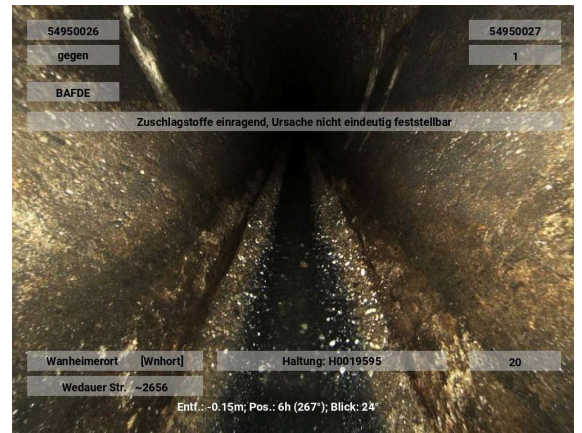 54950026
54950027
gegen
1
BAFDE
Zuschlagstoffe einragend, Ursache nicht eindeutig feststellbar
Wanheimerort [Wnhort]
Haltung: H0019595
20
Wedauer Str. ~2656
Entf.: -0.15m; Pos.: 6h (267°); Blick: 24°